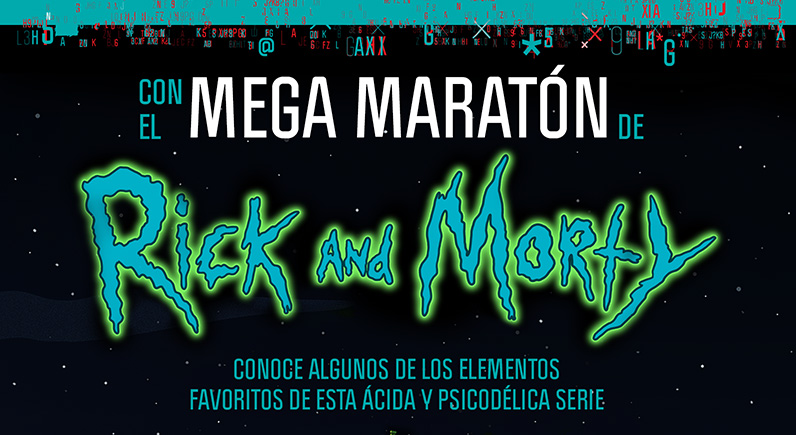 CON EL MEGA MARATÓN DE
Rick and Morty
CONOCE ALGUNOS DE LOS ELEMENTOS
FAVORITOS DE ESTA ÁCIDA Y PSICODÉLICA SERIE